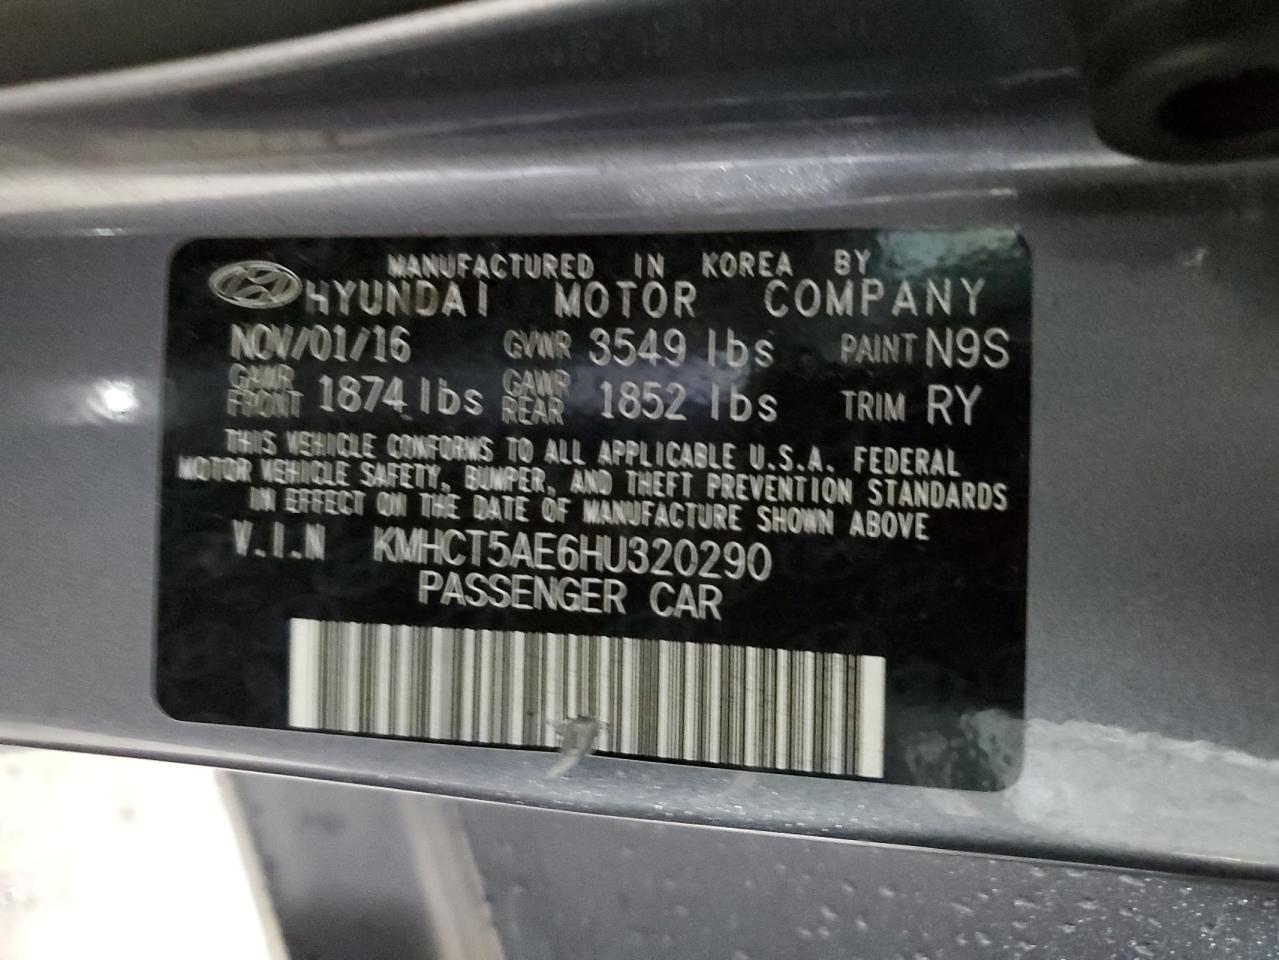 MANUFACTURED IN KOREA BY
HYUNDAI MOTOR COMPANY
NOV/01/16 GVWR 3549 lbs PAINT N9S
GAWR FRONT 1874 lbs GAWR REAR 1852 lbs TRIM RY
THIS VEHICLE CONFORMS TO ALL APPLICABLE U.S.A. FEDERAL
MOTOR VEHICLE SAFETY, BUMPER, AND THEFT PREVENTION STANDARDS
IN EFFECT ON THE DATE OF MANUFACTURE SHOWN ABOVE
V.I.N KMHCT5AE6HU320290
PASSENGER CAR